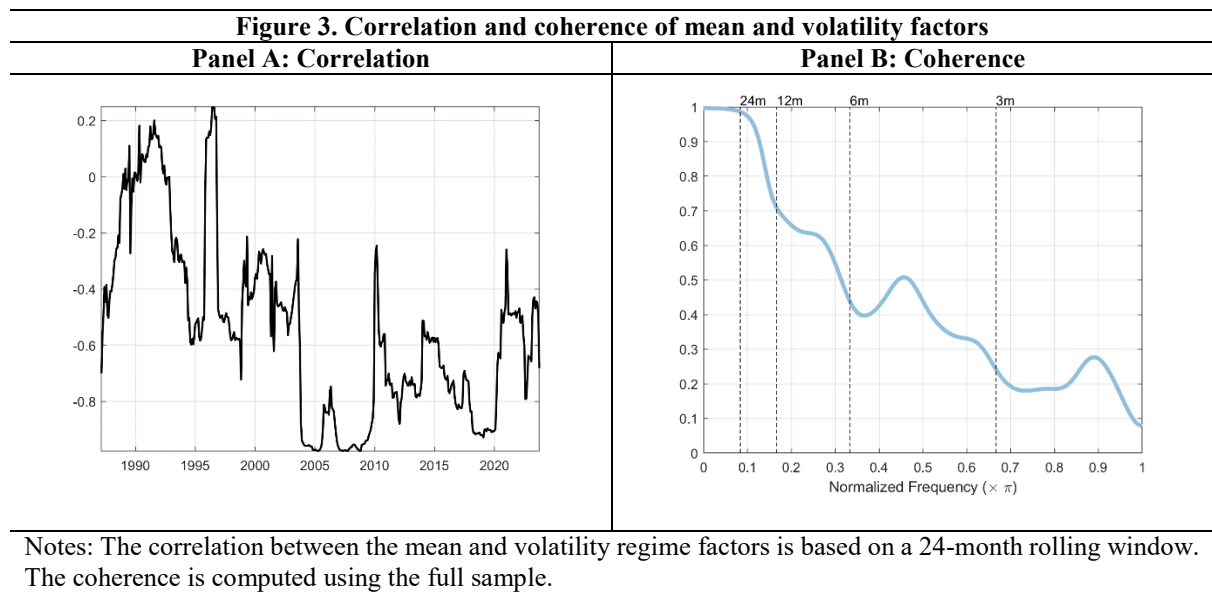 Figure 3. Correlation and coherence of mean and volatility factors
Panel A: Correlation
Panel B: Coherence
0.2
0
-0.2
-0.4
-0.6
-0.8
1990 1995 2000 2005 2010 2015 2020
24m 12m 6m 3m
1
0.9
0.8
0.7
0.6
0.5
0.4
0.3
0.2
0.1
0
0 0.1 0.2 0.3 0.4 0.5 0.6 0.7 0.8 0.9 1
Normalized Frequency (× π)
Notes: The correlation between the mean and volatility regime factors is based on a 24-month rolling window.
The coherence is computed using the full sample.